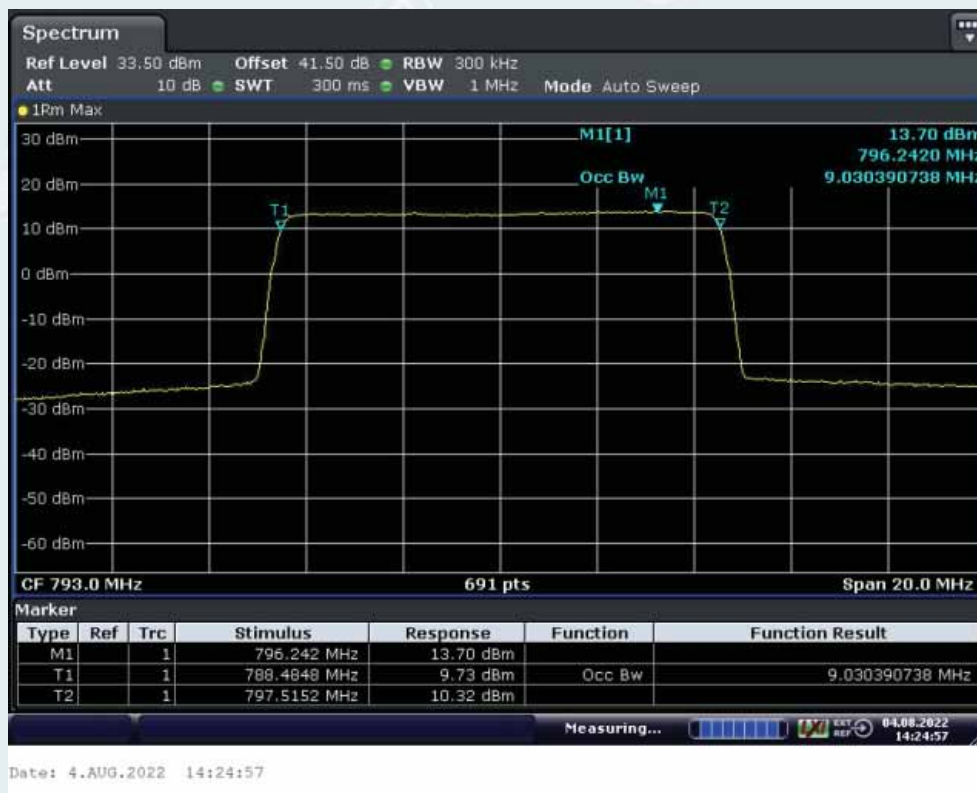 Spectrum
Ref Level 33.50 dBm Offset 41.50 dB RBW 300 kHz
Att 10 dB SWT 300 ms VBW 1 MHz Mode Auto Sweep
1Rm Max
30 dBm M1[1] 13.70 dBm
796.2420 MHz
20 dBm Occ Bw 9.030390738 MHz
M1
T1 T2
10 dBm
0 dBm
-10 dBm
-20 dBm
-30 dBm
-40 dBm
-50 dBm
-60 dBm
CF 793.0 MHz 691 pts Span 20.0 MHz
Marker
Type Ref Trc Stimulus Response Function Function Result
M1 1 796.242 MHz 13.70 dBm
T1 1 788.4848 MHz 9.73 dBm Occ Bw 9.030390738 MHz
T2 1 797.5152 MHz 10.32 dBm
Measuring... LXI EXT REF 04.08.2022
14:24:57
Date: 4.AUG.2022 14:24:57